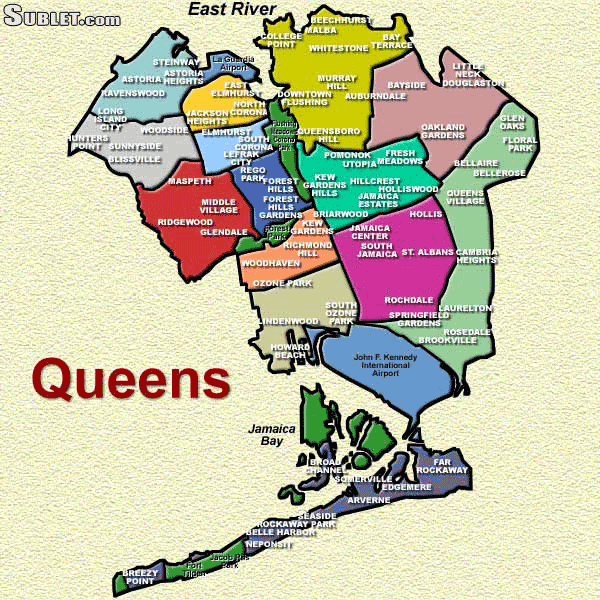 SUBLET.com
East River
BEECHHURST
MALBA
COLLEGE
POINT
WHITESTONE
BAY
TERRACE
STEINWAY
La Guardia
Airport
ASTORIA
ASTORIA
HEIGHTS
RAVENSWOOD
EAST
ELMHURST
MURRAY
HILL
DOWNTOWN
FLUSHING
AUBURNDALE
BAYSIDE
LITTLE
NECK
DOUGLASTON
LONG
ISLAND
CITY
NORTH
CORONA
JACKSON
HEIGHTS
GLEN
OAKS
FLORAL
PARK
HUNTERS
POINT
WOODSIDE
SUNNYSIDE
BLISSVILLE
ELMHURST
SOUTH
CORONA
LEFRAK
CITY
Flushing
Meadows
Corona
Park
QUEENSBORO
HILL
OAKLAND
GARDENS
POMONOK
UTOPIA
FRESH
MEADOWS
BELLAIRE
BELLEROSE
MASPETH
REGO
PARK
FOREST
HILLS
KEW
GARDENS
HILLS
HILLCREST
HOLLISWOOD
JAMAICA
ESTATES
QUEENS
VILLAGE
MIDDLE
VILLAGE
FOREST
HILLS
GARDENS
BRIARWOOD
HOLLIS
RIDGEWOOD
GLENDALE
Forest
Park
KEW
GARDENS
RICHMOND
HILL
JAMAICA
CENTER
SOUTH
JAMAICA
ST. ALBANS
CAMBRIA
HEIGHTS
WOODHAVEN
OZONE PARK
ROCHDALE
LAURELTON
LINDENWOOD
SOUTH
OZONE
PARK
SPRINGFIELD
GARDENS
ROSEDALE
BROOKVILLE
HOWARD
BEACH
John F. Kennedy
International
Airport
Queens
Jamaica
Bay
BROAD
CHANNEL
SOMERVILLE
FAR
ROCKAWAY
EDGEMERE
ARVERNE
SEASIDE
ROCKAWAY PARK
BELLE HARBOR
NEPONSIT
Jacob Riis
Park
Fort
Tilden
BREEZY
POINT